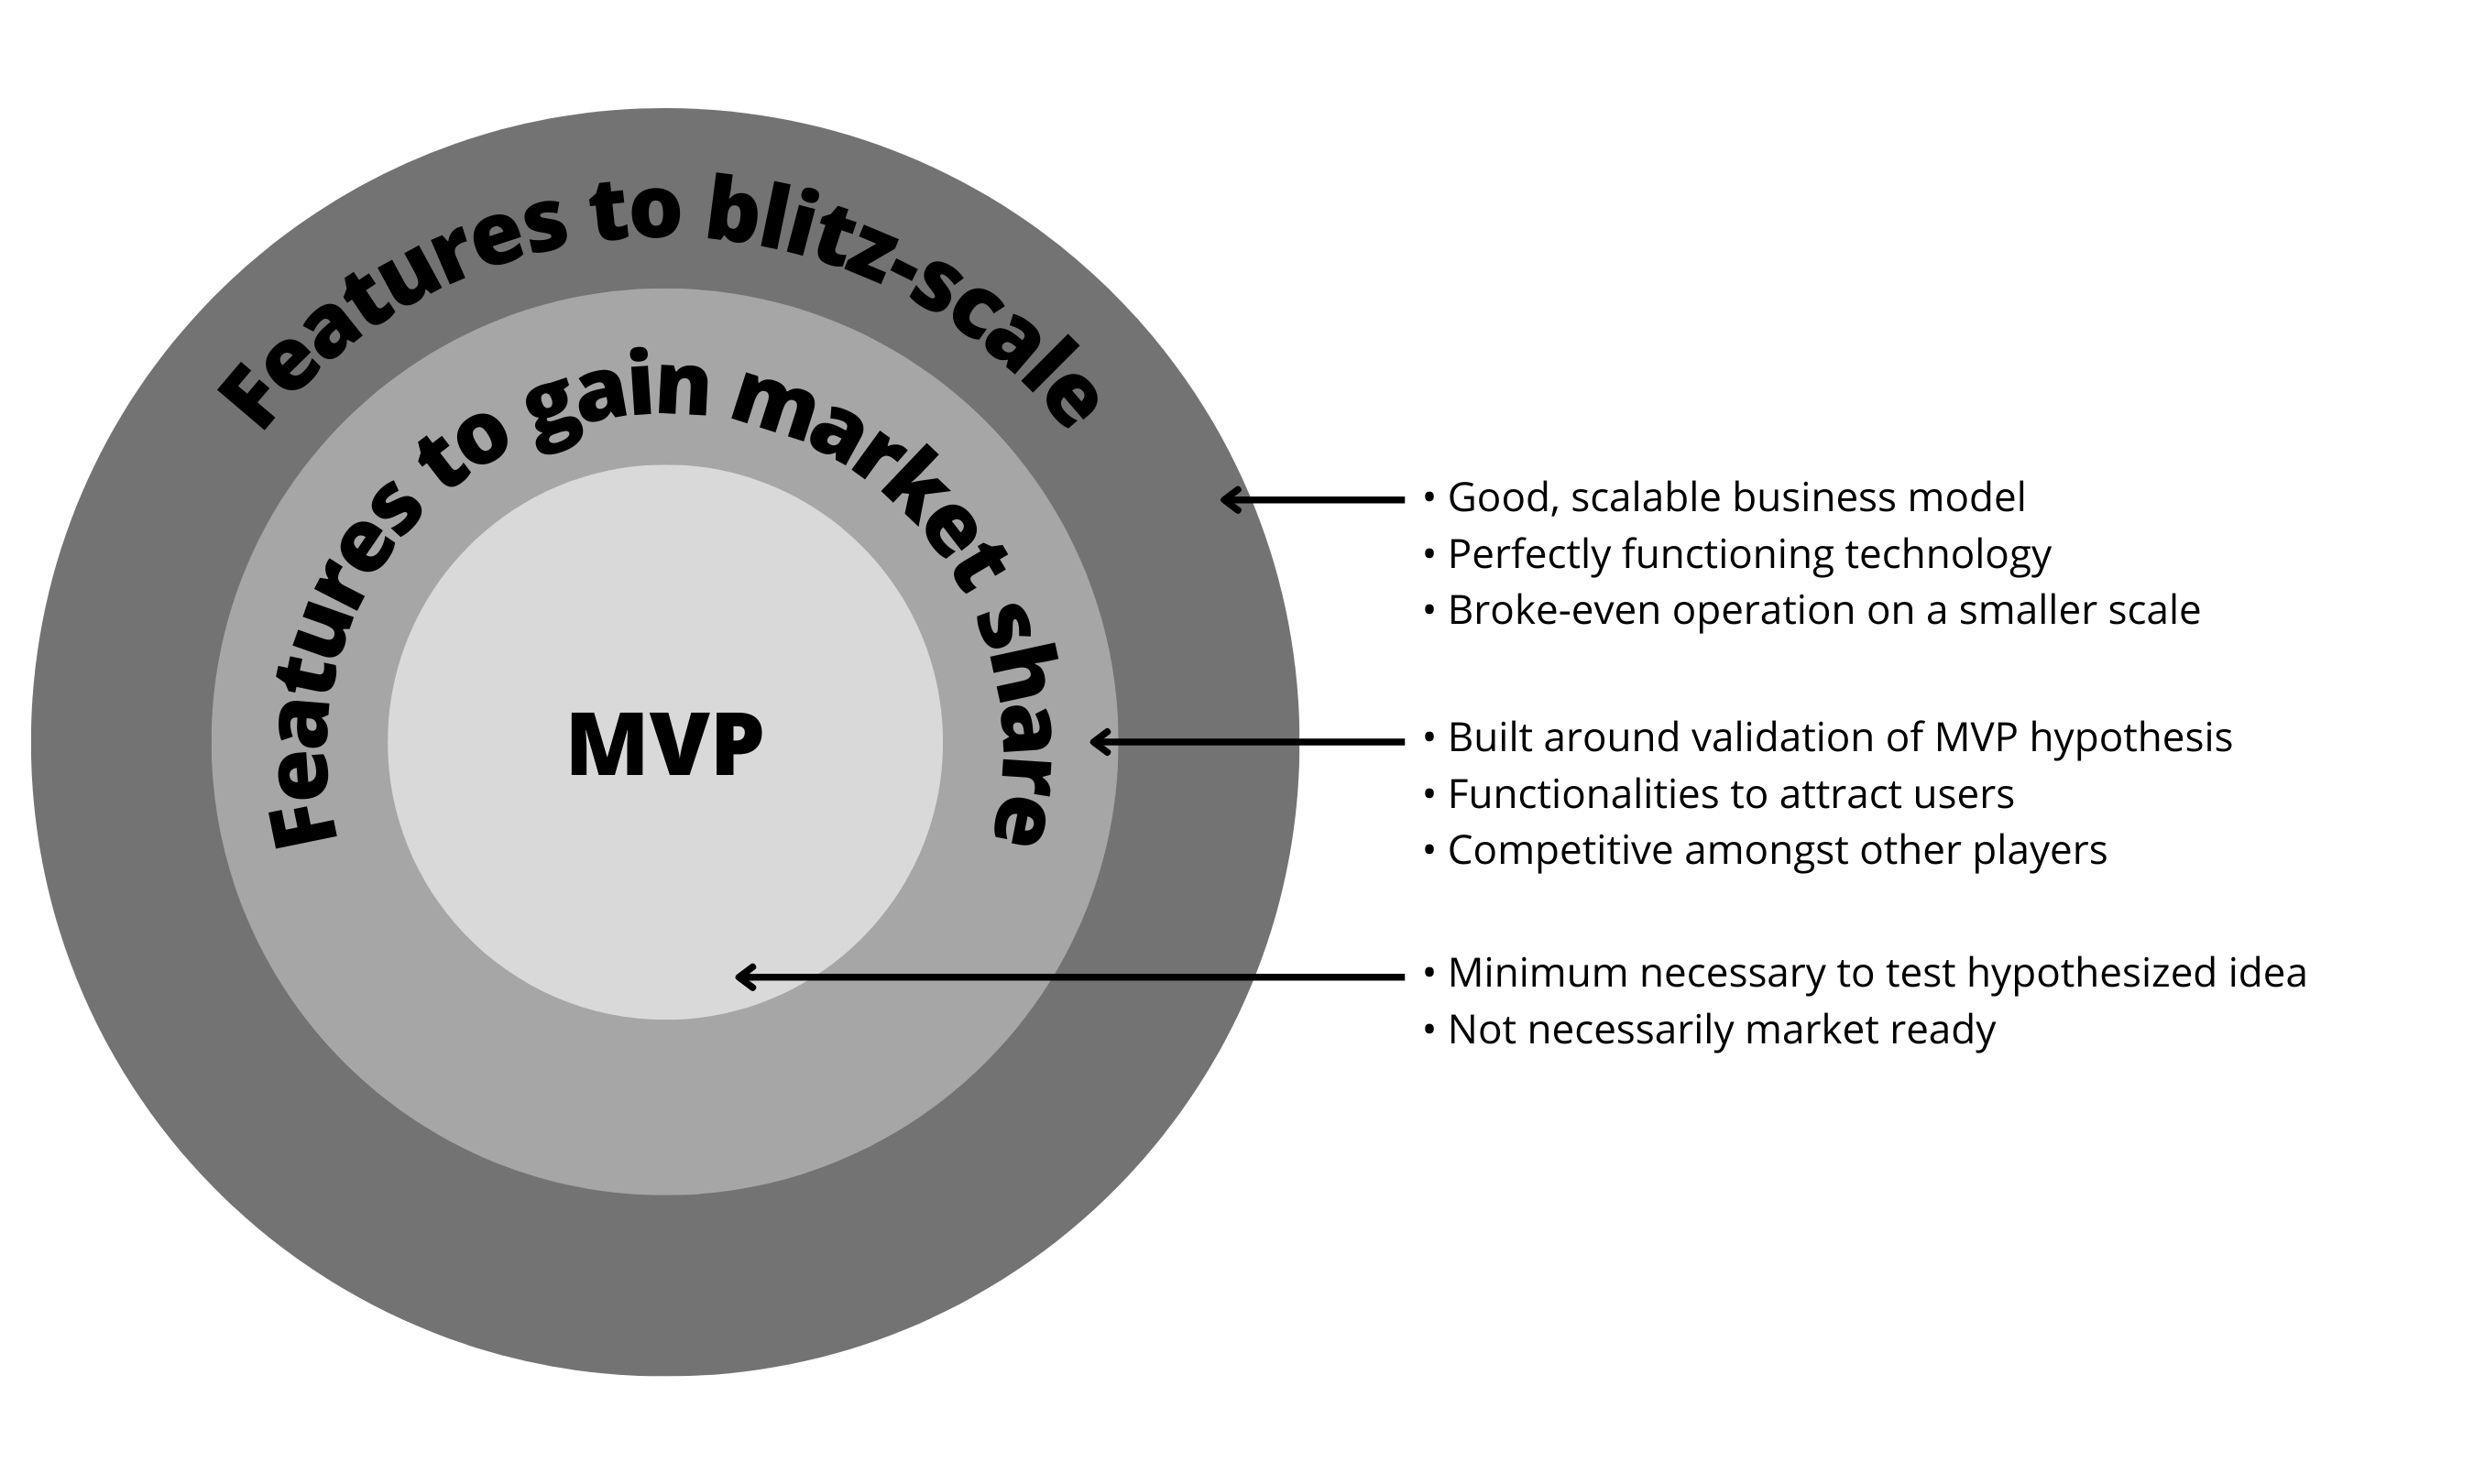 Features to blitz-scale
Features to gain market share
MVP
• Good, scalable business model
• Perfectly functioning technology
• Broke-even operation on a smaller scale
• Built around validation of MVP hypothesis
• Functionalities to attract users
• Competitive amongst other players
• Minimum necessary to test hypothesized idea
• Not necessarily market ready